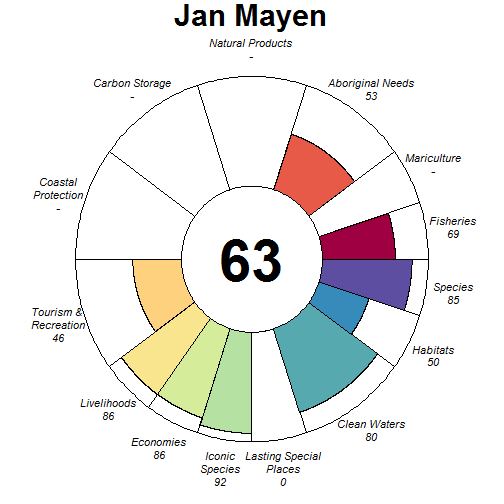 Jan Mayen
Natural Products
-
Carbon Storage
-
Aboriginal Needs
53
Mariculture
-
Coastal
Protection
-
Fisheries
69
63
Species
85
Tourism &
Recreation
46
Habitats
50
Livelihoods
86
Clean Waters
80
Economies
86
Iconic
Species
92
Lasting Special
Places
0